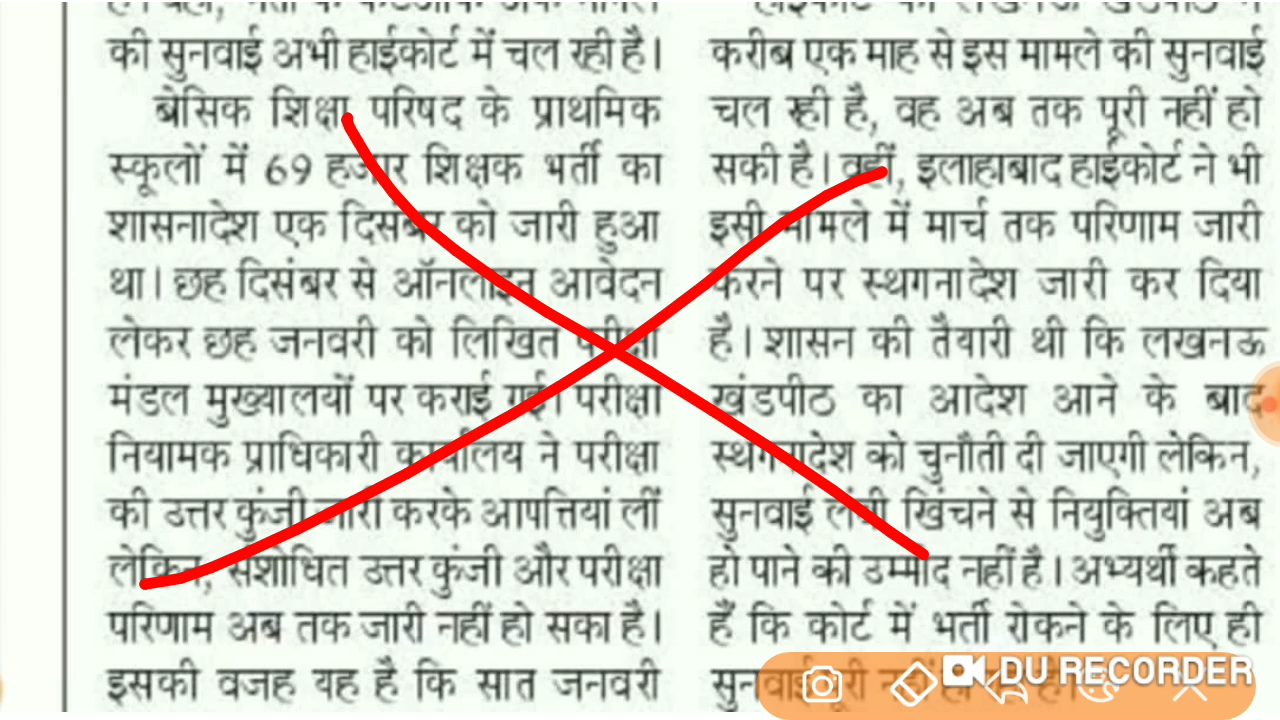 की सुनवाई अभी हाईकोर्ट में चल रही है।
बेसिक शिक्षा परिषद के प्राथमिक
स्कूलों में 69 हजार शिक्षक भर्ती का
शासनादेश एक दिसंबर को जारी हुआ
था। छह दिसंबर से ऑनलाइन आवेदन
लेकर छह जनवरी को लिखित परीक्षा
मंडल मुख्यालयों पर कराई गई। परीक्षा
नियामक प्राधिकारी कार्यालय ने परीक्षा
की उत्तर कुंजी जारी करके आपत्तियां लीं
लेकिन, संशोधित उत्तर कुंजी और परीक्षा
परिणाम अब तक जारी नहीं हो सका है।
इसकी वजह यह है कि सात जनवरी
करीब एक माह से इस मामले की सुनवाई
चल रही है, वह अब तक पूरी नहीं हो
सकी है। वहीं, इलाहाबाद हाईकोर्ट ने भी
इसी मामले में मार्च तक परिणाम जारी
करने पर स्थगनादेश जारी कर दिया
है। शासन की तैयारी थी कि लखनऊ
खंडपीठ का आदेश आने के बाद
स्थगनादेश को चुनौती दी जाएगी लेकिन,
सुनवाई लंबी खिंचने से नियुक्तियां अब
हो पाने की उम्मीद नहीं है। अभ्यर्थी कहते
हैं कि कोर्ट में भर्ती रोकने के लिए ही
सुनवाई पूरी नहीं
DU RECORDER